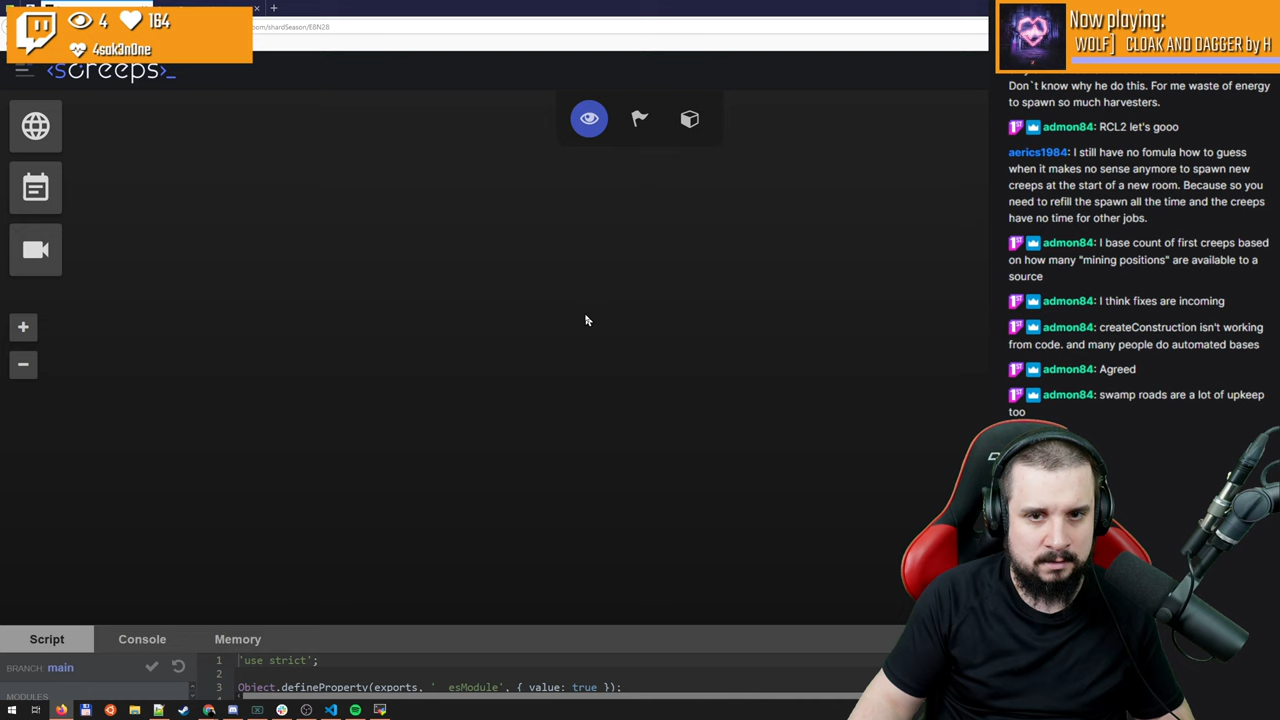 4
164
4sak3n0ne
com/shardSeason/E8N28
<screeps>_
Now playing:
WOLF] CLOAK AND DAGGER by H
Don`t know why he do this. For me waste of energy
to spawn so much harvesters.
admon84: RCL2 let's gooo
aerics1984: I still have no fomula how to guess
when it makes no sense anymore to spawn new
creeps at the start of a new room. Because so you
need to refill the spawn all the time and the creeps
have no time for other jobs.
admon84: I base count of first creeps based
on how many "mining positions" are available to a
source
admon84: I think fixes are incoming
admon84: createConstruction isn't working
from code. and many people do automated bases
admon84: Agreed
admon84: swamp roads are a lot of upkeep
too
Script
Console
Memory
BRANCH: main
MODULES
1 'use strict';
2
3 Object.defineProperty(exports, '__esModule', { value: true });